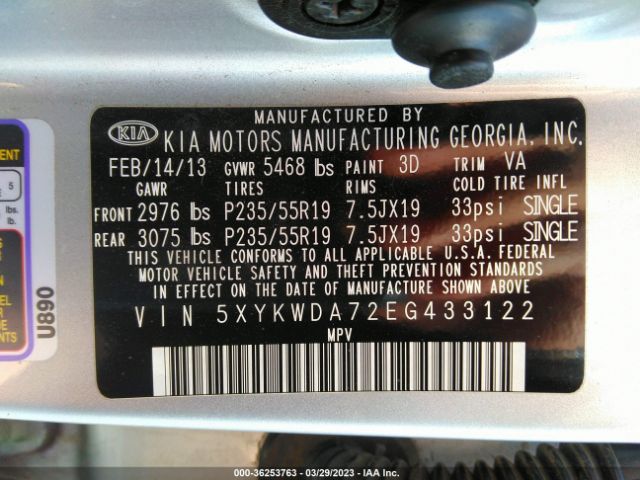 MANUFACTURED BY
KIA KIA MOTORS MANUFACTURING GEORGIA, INC.
FEB/14/13 GVWR 5468 lbs PAINT 3D TRIM VA
GAWR TIRES RIMS COLD TIRE INFL
FRONT 2976 lbs P235/55R19 7.5JX19 33psi SINGLE
REAR 3075 lbs P235/55R19 7.5JX19 33psi SINGLE
THIS VEHICLE CONFORMS TO ALL APPLICABLE U.S.A. FEDERAL
MOTOR VEHICLE SAFETY AND THEFT PREVENTION STANDARDS
IN EFFECT ON THE DATE OF MANUFACTURE SHOWN ABOVE
VIN 5XYKWDA72EG433122
MPV
5
lbs.
lbs.
U890
000-36253763 - 03/29/2023 - IAA Inc.